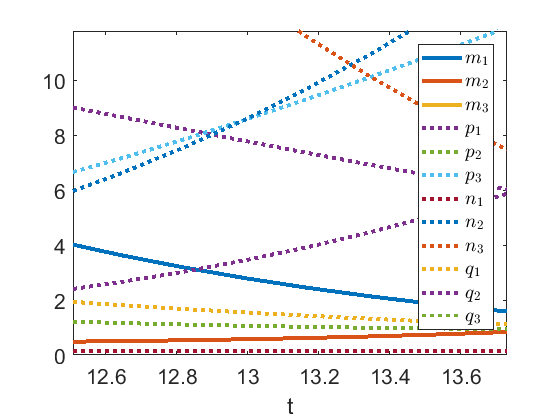 10
8
6
4
2
0
12.6 12.8 13 13.2 13.4 13.6
t
m₁
m₂
m₃
p₁
p₂
p₃
n₁
n₂
n₃
q₁
q₂
q₃